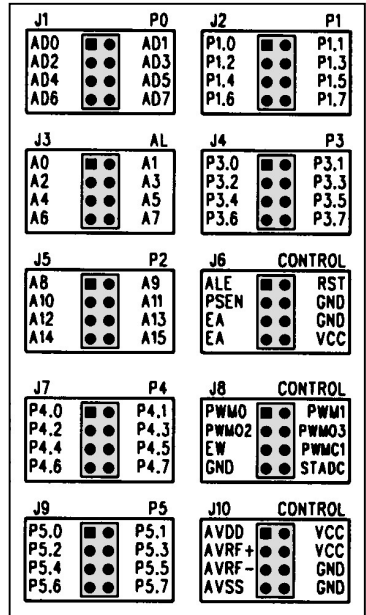 J1 P0
AD0 AD1
AD2 AD3
AD4 AD5
AD6 AD7
J2 P1
P1.0 P1.1
P1.2 P1.3
P1.4 P1.5
P1.6 P1.7
J3 AL
A0 A1
A2 A3
A4 A5
A6 A7
J4 P3
P3.0 P3.1
P3.2 P3.3
P3.4 P3.5
P3.6 P3.7
J5 P2
A8 A9
A10 A11
A12 A13
A14 A15
J6 CONTROL
ALE RST
PSEN GND
EA GND
EA VCC
J7 P4
P4.0 P4.1
P4.2 P4.3
P4.4 P4.5
P4.6 P4.7
J8 CONTROL
PWM0 PWM1
PWM02 PWM03
EW PWMC1
GND STADC
J9 P5
P5.0 P5.1
P5.2 P5.3
P5.4 P5.5
P5.6 P5.7
J10 CONTROL
AVDD VCC
AVRF+ VCC
AVRF- GND
AVSS GND